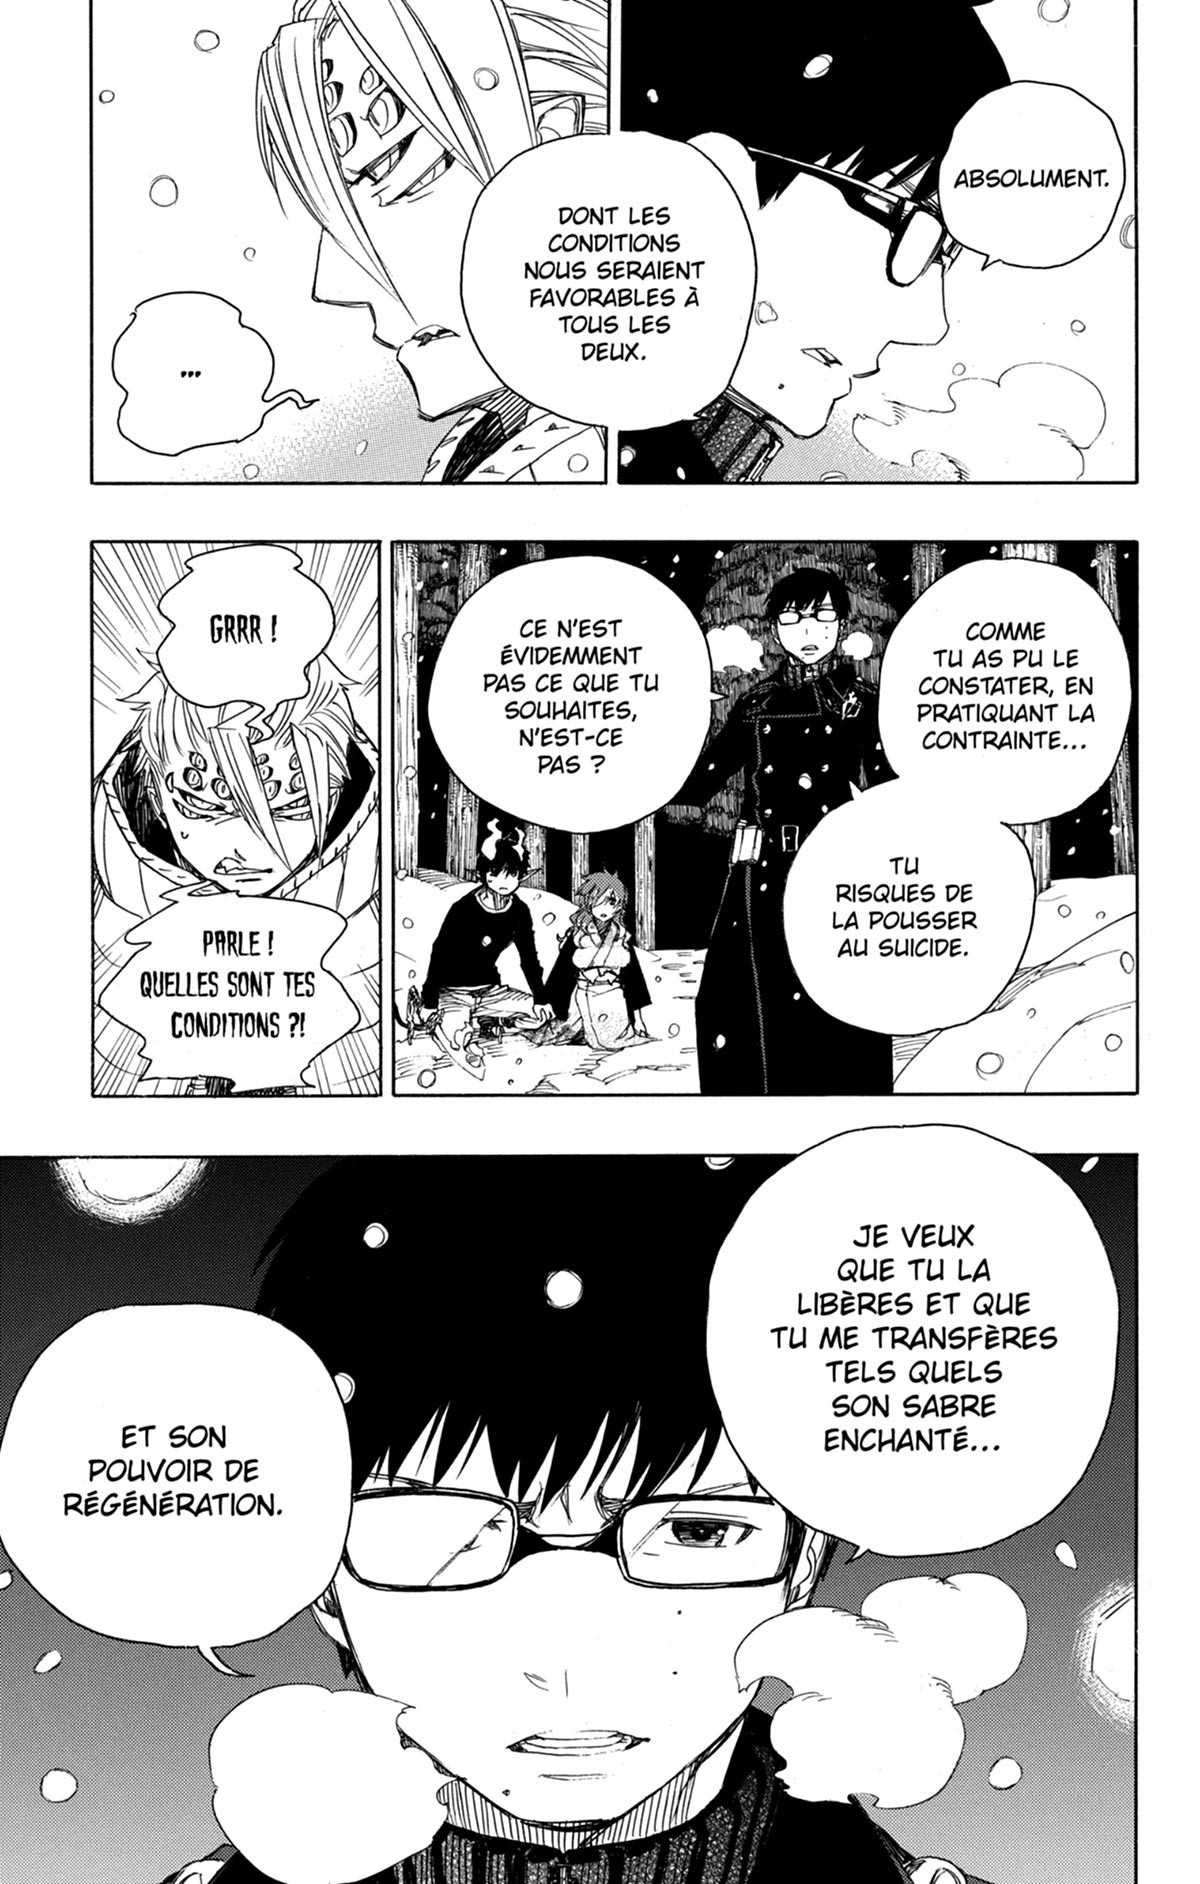 ABSOLUMENT.
DONT LES
CONDITIONS
NOUS SERAIENT
FAVORABLES À
TOUS LES
DEUX.
...
COMME
TU AS PU LE
CONSTATER, EN
PRATIQUANT LA
CONTRAINTE...
TU
RISQUES DE
LA POUSSER
AU SUICIDE.
CE N'EST
ÉVIDEMMENT
PAS CE QUE TU
SOUHAITES,
N'EST-CE
PAS ?
GRRR !
PARLE !
QUELLES SONT TES
CONDITIONS ?!
JE VEUX
QUE TU LA
LIBÈRES ET QUE
TU ME TRANSFÈRES
TELS QUELS
SON SABRE
ENCHANTÉ...
ET SON
POUVOIR DE
RÉGÉNÉRATION.